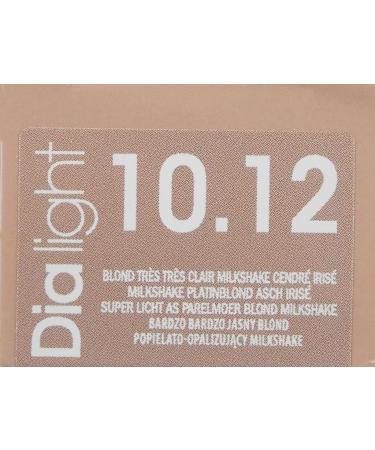 Dia light
10.12
BLOND TRÈS TRÈS CLAIR MILKSHAKE CENDRÉ IRISÉ
MILKSHAKE PLATINBLOND ASCH IRISÉ
SUPER LICHT AS PARELMOER BLOND MILKSHAKE
BARDZO BARDZO JASNY BLOND
POPIELATO-OPALIZUJĄCY MILKSHAKE